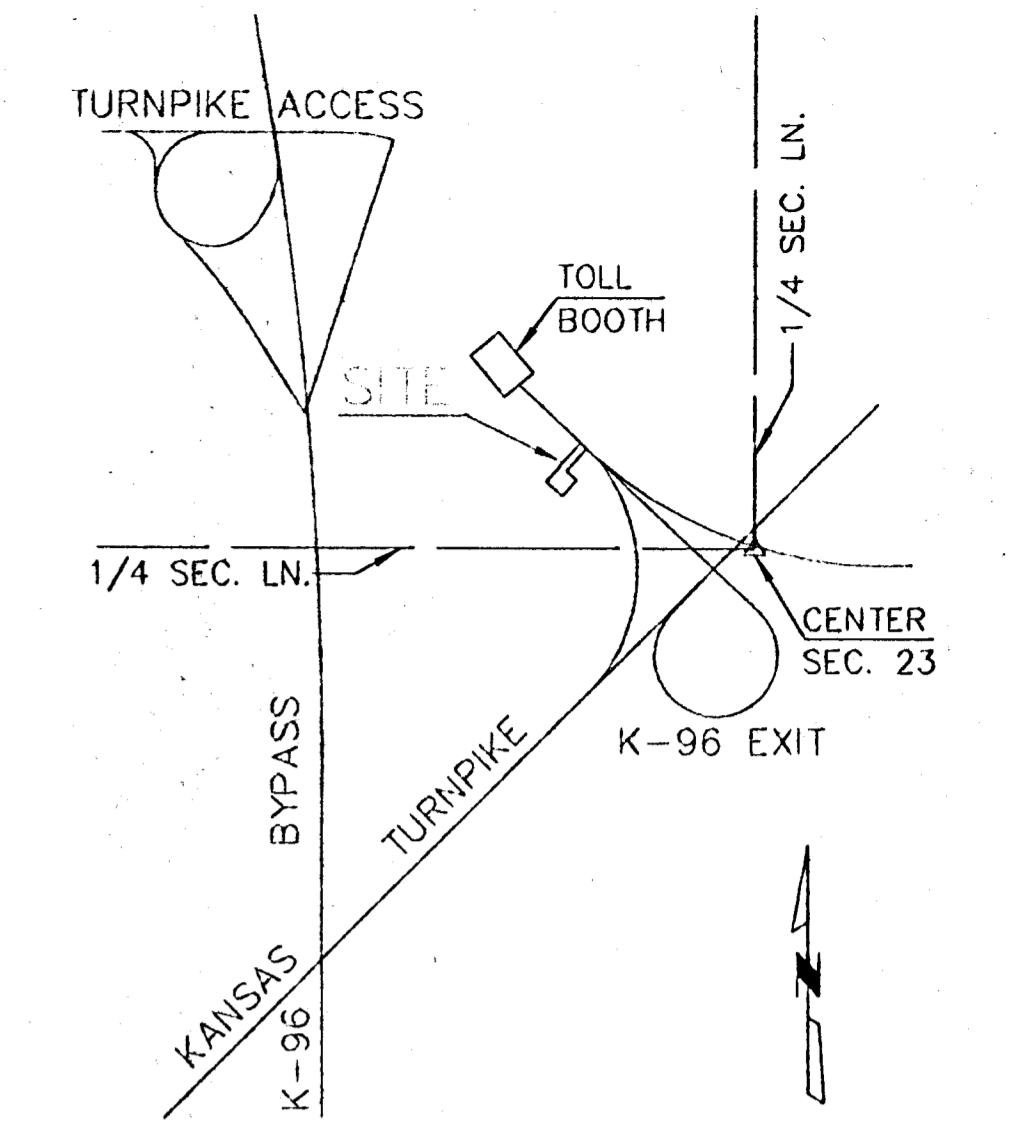 TURNPIKE ACCESS
1/4 SEC. LN.
TOLL
BOOTH
SITE
1/4 SEC. LN.
CENTER
SEC. 23
K-96 EXIT
KANSAS TURNPIKE
K-96 BYPASS
N